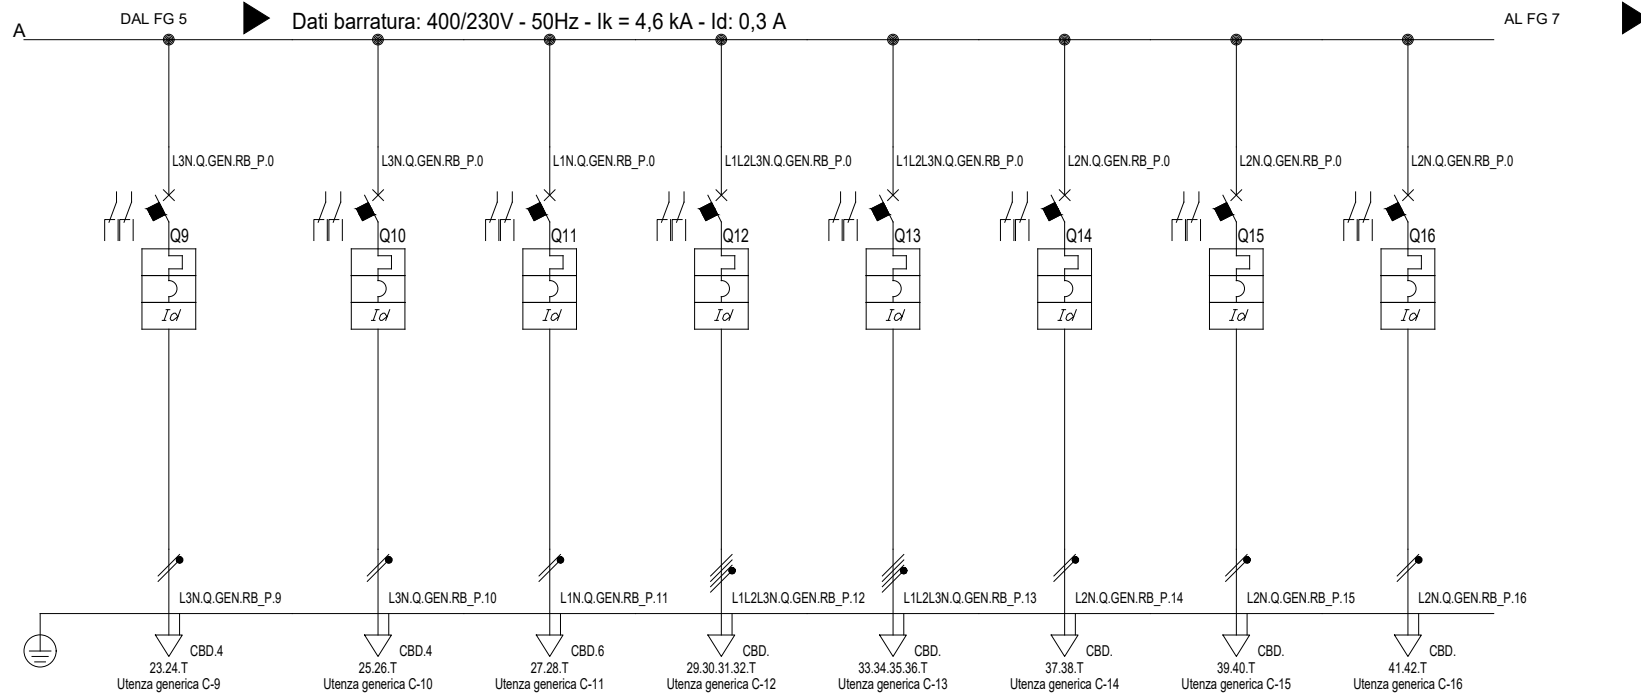 DAL FG 5
Dati barratura: 400/230V - 50Hz - Ik = 4,6 kA - Id: 0,3 A
AL FG 7
A
L3N.Q.GEN.RB_P.0
L3N.Q.GEN.RB_P.0
L1N.Q.GEN.RB_P.0
L1L2L3N.Q.GEN.RB_P.0
L1L2L3N.Q.GEN.RB_P.0
L2N.Q.GEN.RB_P.0
L2N.Q.GEN.RB_P.0
L2N.Q.GEN.RB_P.0
Q9
Q10
Q11
Q12
Q13
Q14
Q15
Q16
Id
Id
Id
Id
Id
Id
Id
Id
L3N.Q.GEN.RB_P.9
L3N.Q.GEN.RB_P.10
L1N.Q.GEN.RB_P.11
L1L2L3N.Q.GEN.RB_P.12
L1L2L3N.Q.GEN.RB_P.13
L2N.Q.GEN.RB_P.14
L2N.Q.GEN.RB_P.15
L2N.Q.GEN.RB_P.16
CBD.4
CBD.4
CBD.6
CBD.
CBD.
CBD.
CBD.
CBD.
23.24.T
25.26.T
27.28.T
29.30.31.32.T
33.34.35.36.T
37.38.T
39.40.T
41.42.T
Utenza generica C-9
Utenza generica C-10
Utenza generica C-11
Utenza generica C-12
Utenza generica C-13
Utenza generica C-14
Utenza generica C-15
Utenza generica C-16